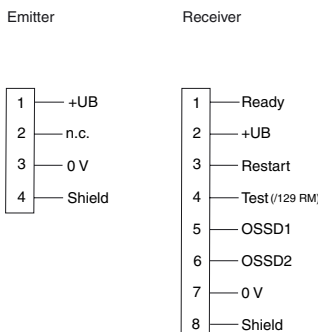 Emitter
Receiver
1 +UB
2 n.c.
3 0 V
4 Shield
1 Ready
2 +UB
3 Restart
4 Test (/129 RM)
5 OSSD1
6 OSSD2
7 0 V
8 Shield